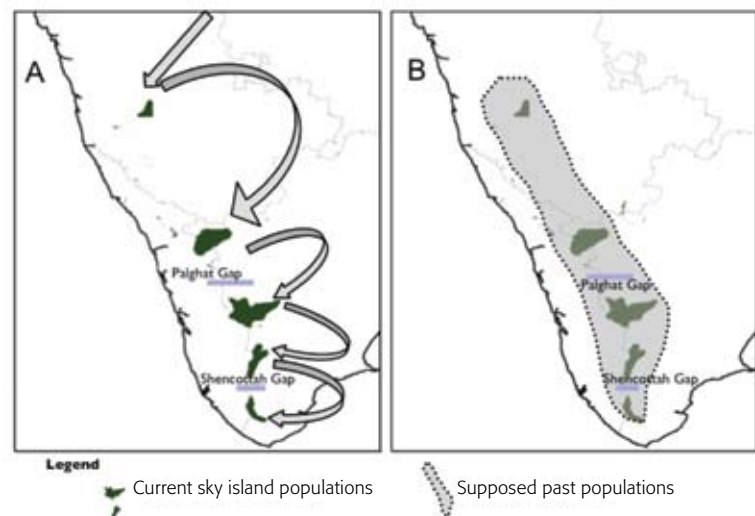 A
B
Palghat Gap
Palghat Gap
Shencottah Gap
Shencottah Gap
Legend
Current sky island populations
Supposed past populations